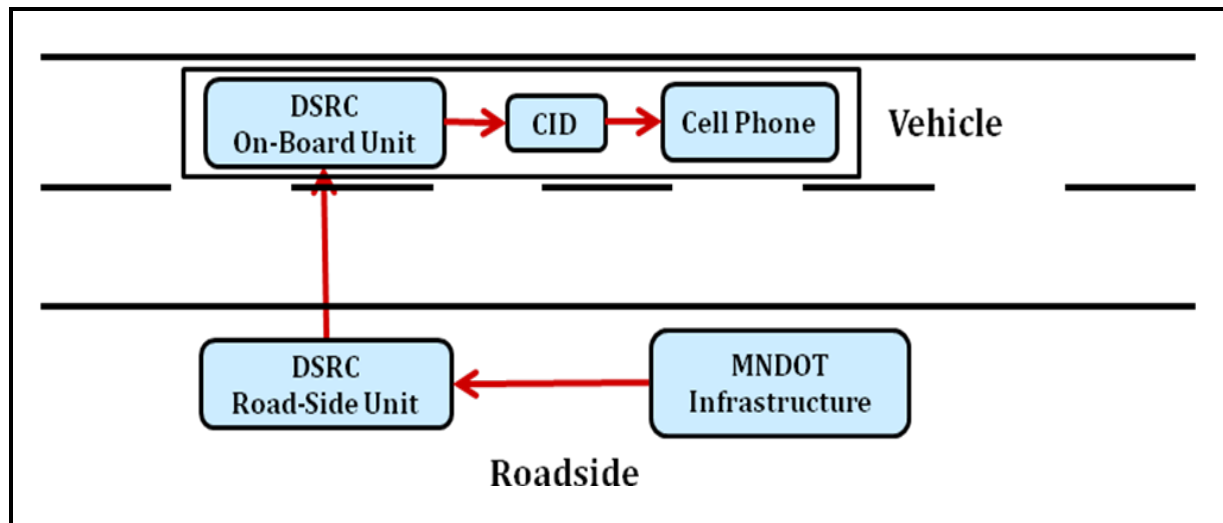 DSRC
On-Board Unit
CID
Cell Phone
Vehicle
DSRC
Road-Side Unit
MNDOT
Infrastructure
Roadside